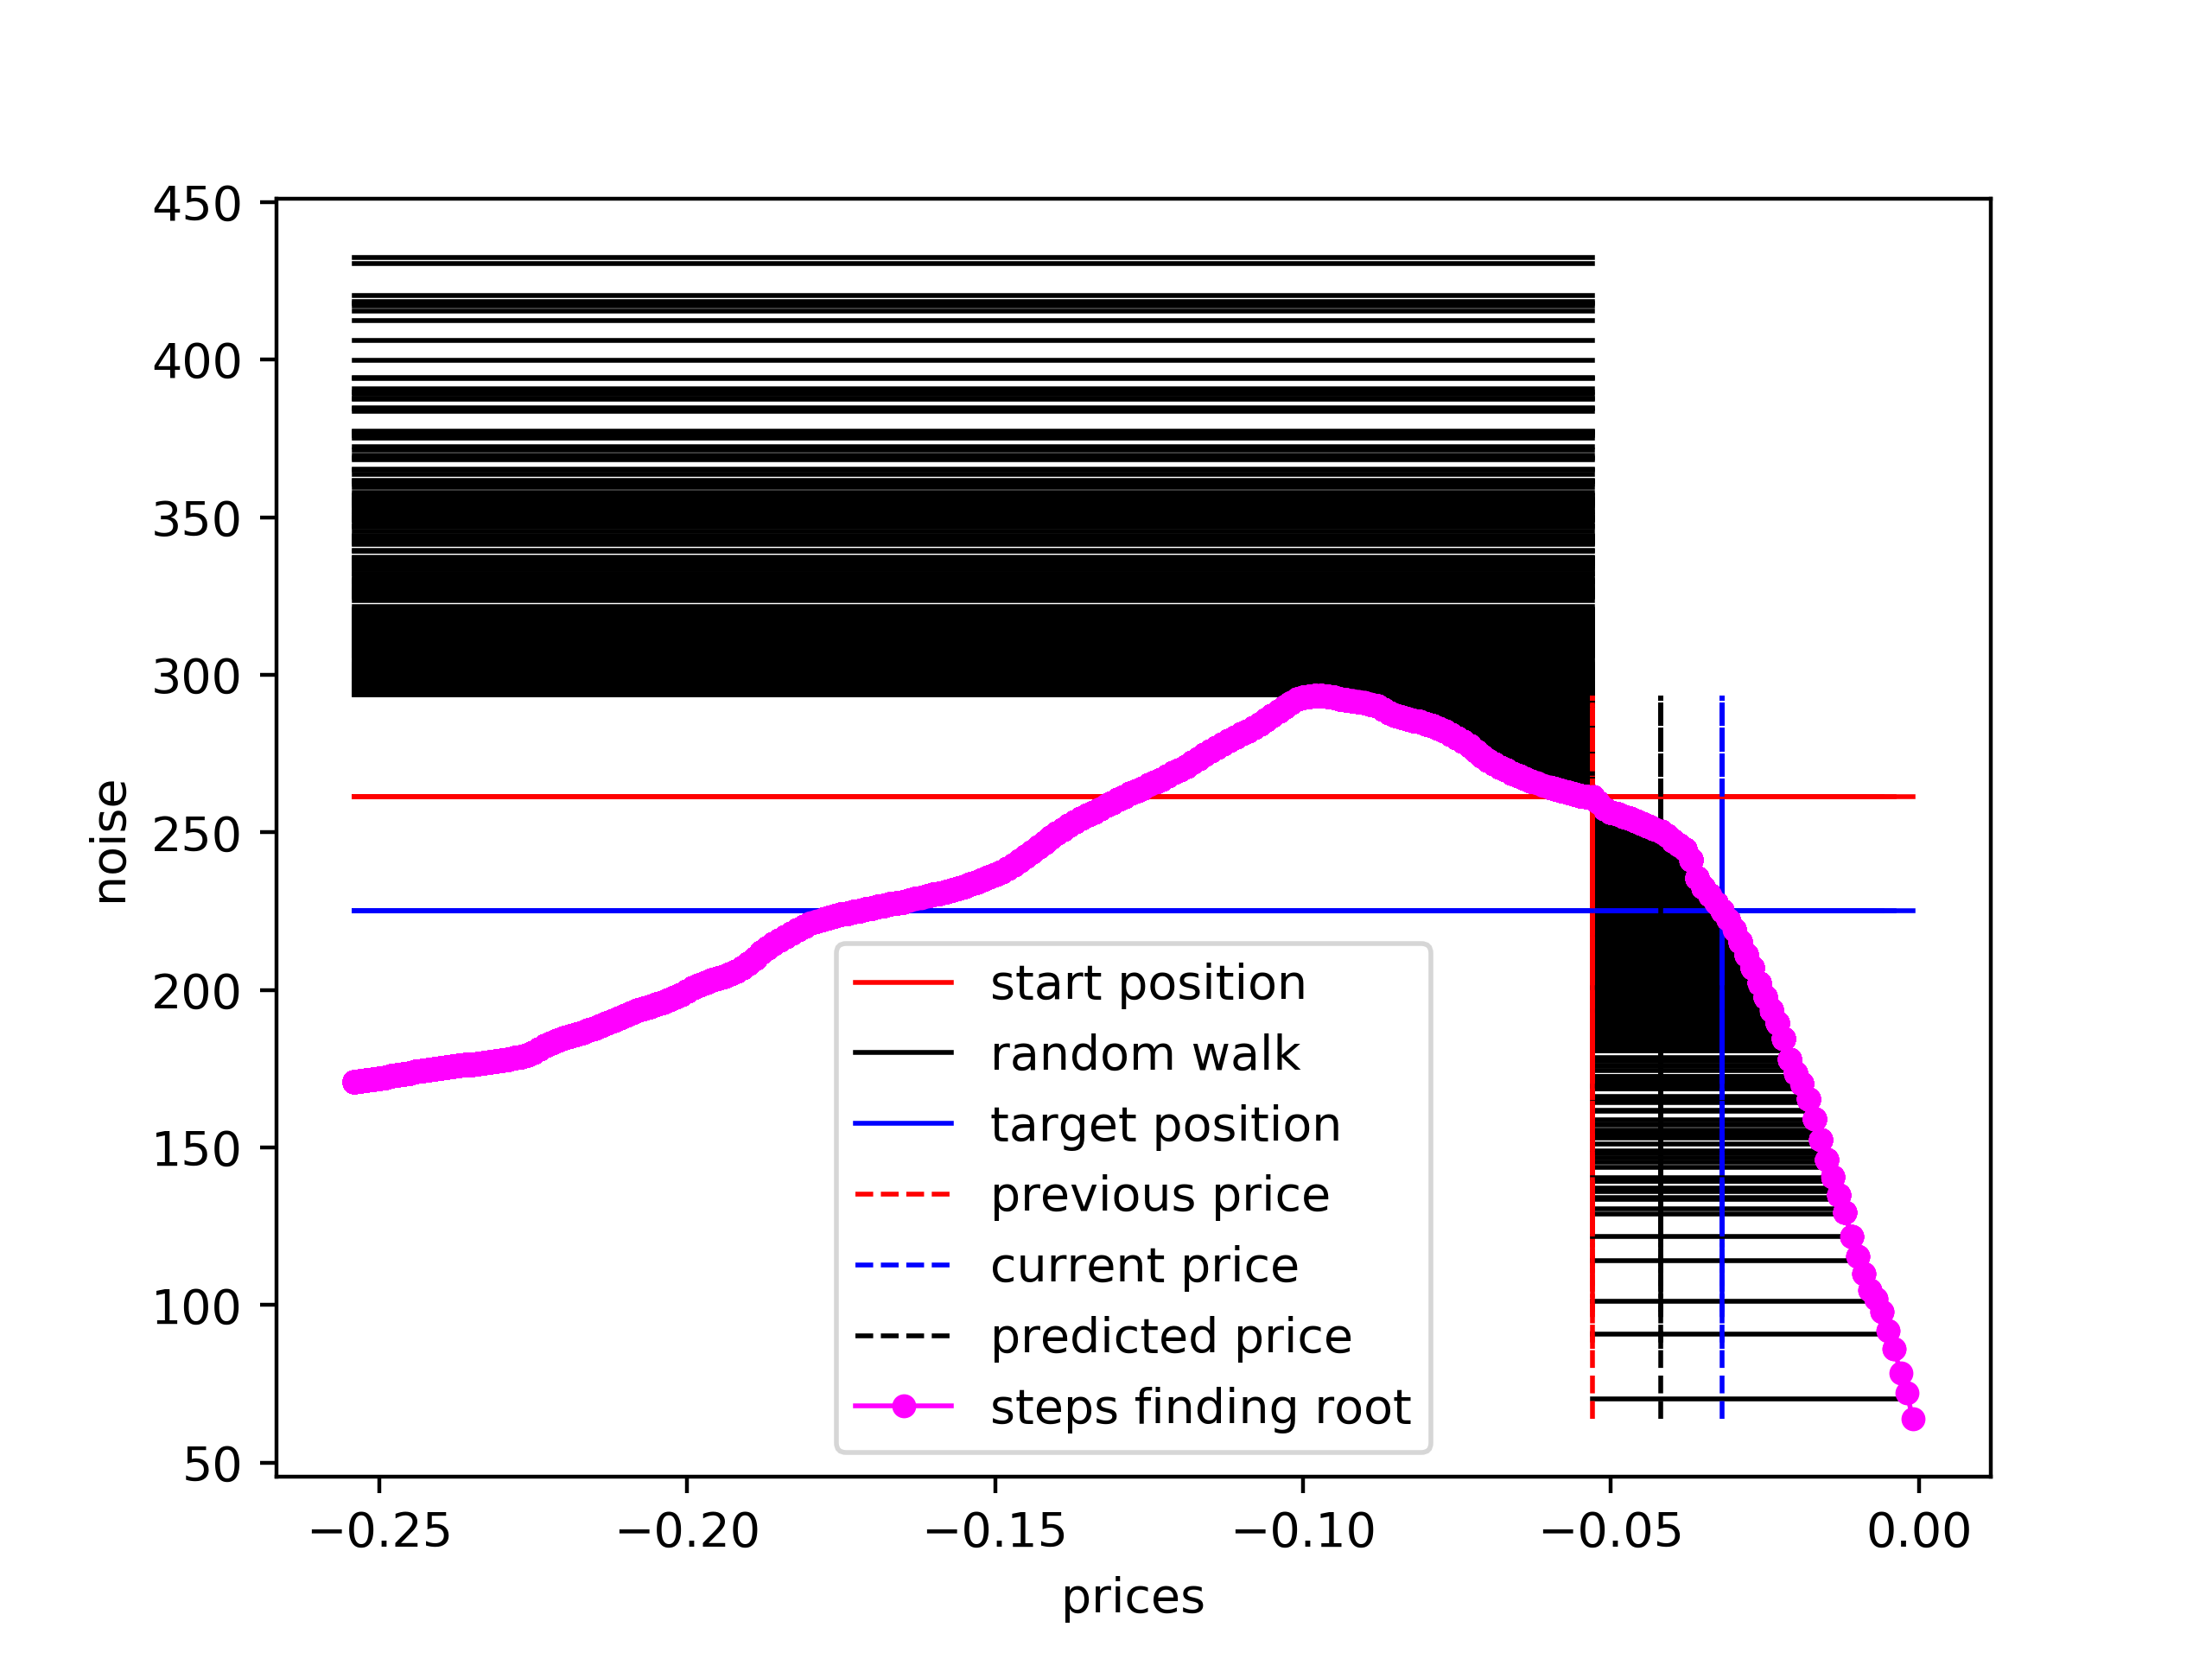 450
400
350
300
250
200
150
100
50
noise
start position
random walk
target position
previous price
current price
predicted price
steps finding root
−0.25 −0.20 −0.15 −0.10 −0.05 0.00
prices